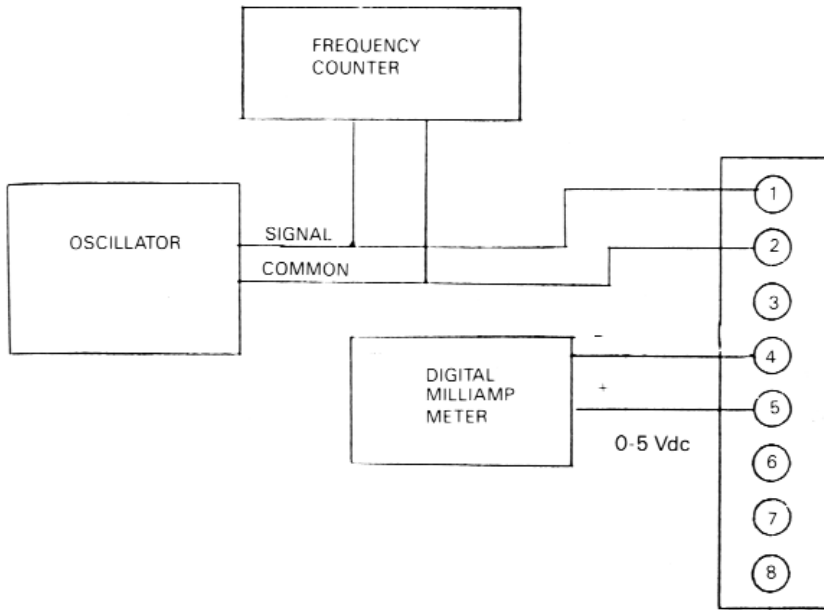 FREQUENCY
COUNTER
OSCILLATOR
SIGNAL
COMMON
1
2
3
4
5
6
7
8
-
+
DIGITAL
MILLIAMP
METER
0-5 Vdc